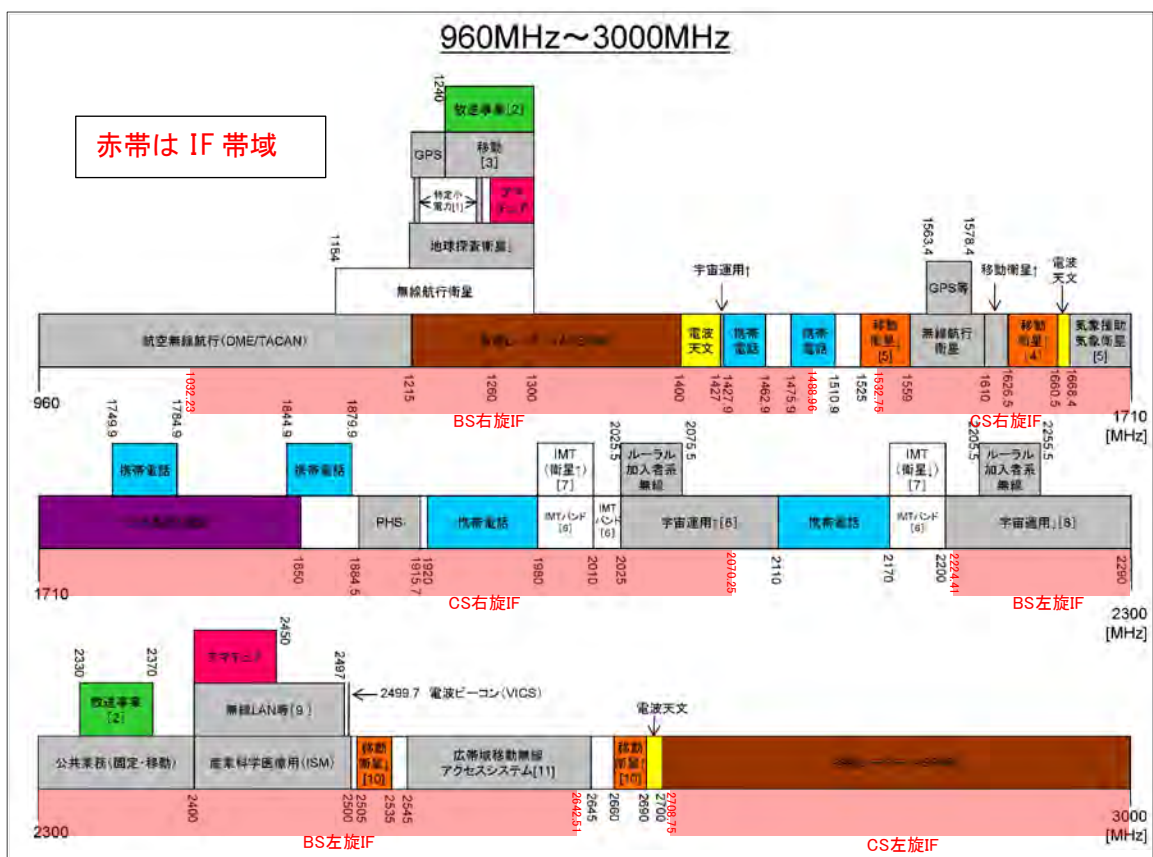 960MHz～3000MHz
赤帯は IF 帯域
1240
放送事業[2]
GPS
移動
[3]
特定小
電力[1]
アマ
チュア
地球探査衛星↓
1164
無線航行衛星
宇宙運用↑
1563.4
1578.4
GPS等
移動衛星↑
電波
天文
航空無線航行(DME/TACAN)
電波
天文
携帯
電話
携帯
電話
移動
衛星↓
[5]
無線航行
衛星
移動
衛星↑
[4]
気象援助
気象衛星
[5]
960
1032.23
1215
1260
1300
1400
1427
1427.9
1462.9
1475.9
1488.96
1510.9
1525
1532.75
1559
1610
1626.5
1660.5
1668.4
1710
[MHz]
BS右旋IF
CS右旋IF
1749.9
1784.9
1844.9
1879.9
2025.5
2075.5
2205.5
2255.5
携帯電話
携帯電話
IMT
(衛星↑)
[7]
ルーラル
加入者系
無線
IMT
(衛星↓)
[7]
ルーラル
加入者系
無線
PHS
携帯電話
IMTバンド
[6]
IMT
バンド
[6]
宇宙運用↑[8]
携帯電話
IMTバンド
[6]
宇宙運用↓[8]
1710
1850
1884.5
1915.7
1920
1980
2010
2025
2070.25
2110
2170
2200
2224.41
2290
2300
[MHz]
CS右旋IF
BS左旋IF
2330
2370
2450
2497
アマチュア
放送事業
[2]
無線LAN等[9]
2499.7 電波ビーコン(VICS)
電波天文
公共業務(固定・移動)
産業科学医療用(ISM)
移動
衛星↓
[10]
広帯域移動無線
アクセスシステム[11]
移動
衛星↑
[10]
2300
2400
2500
2505
2535
2545
2642.51
2645
2660
2690
2700
2708.75
3000
[MHz]
BS左旋IF
CS左旋IF